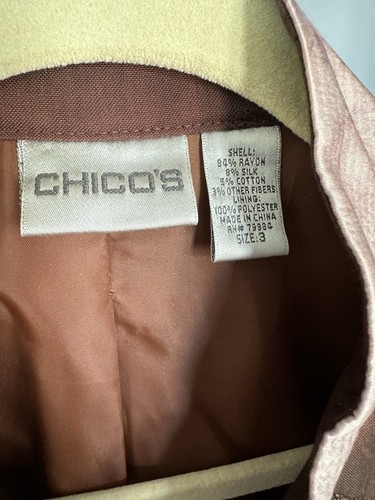 CHICO'S
SHELL:
84% RAYON
8% SILK
5% COTTON
3% OTHER FIBERS
LINING:
100% POLYESTER
MADE IN CHINA
RN# 79984
SIZE: 3